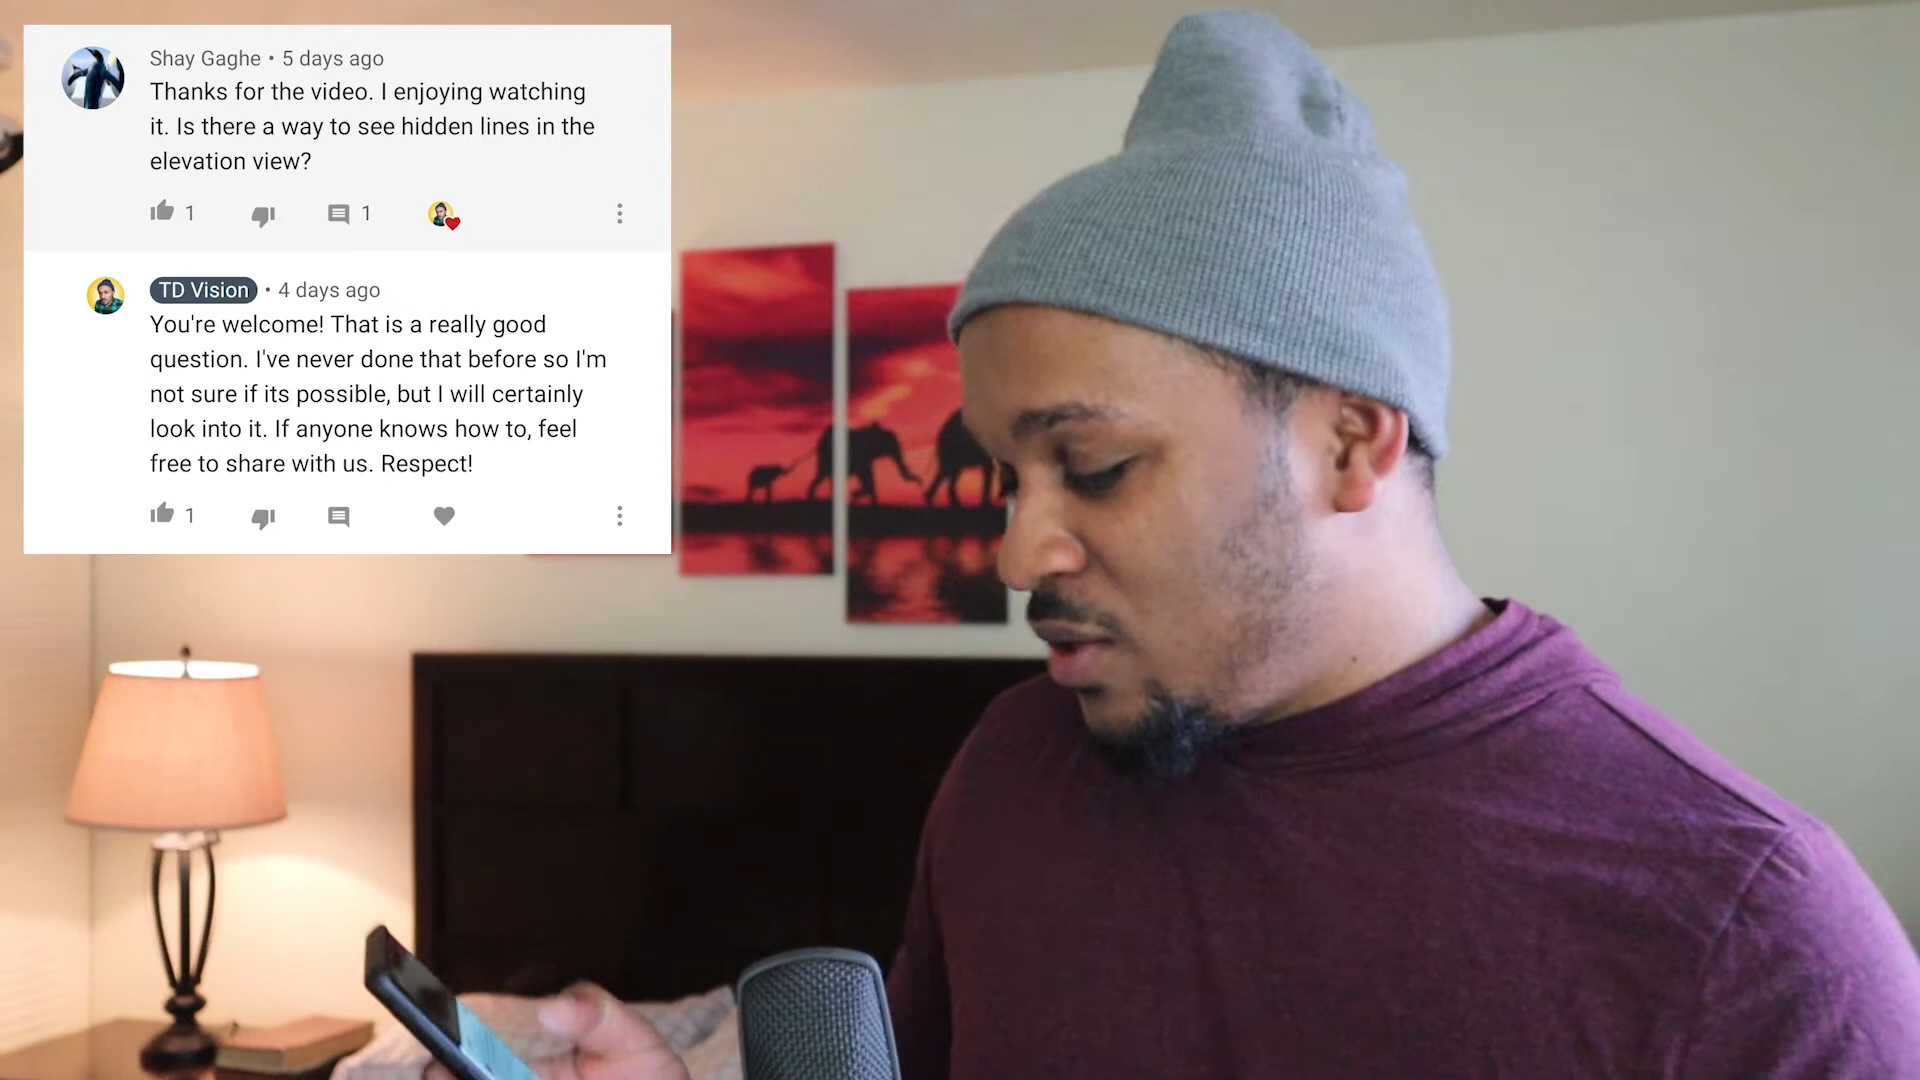 Shay Gaghe • 5 days ago
Thanks for the video. I enjoying watching
it. Is there a way to see hidden lines in the
elevation view?
1
1
TD Vision • 4 days ago
You're welcome! That is a really good
question. I've never done that before so I'm
not sure if its possible, but I will certainly
look into it. If anyone knows how to, feel
free to share with us. Respect!
1